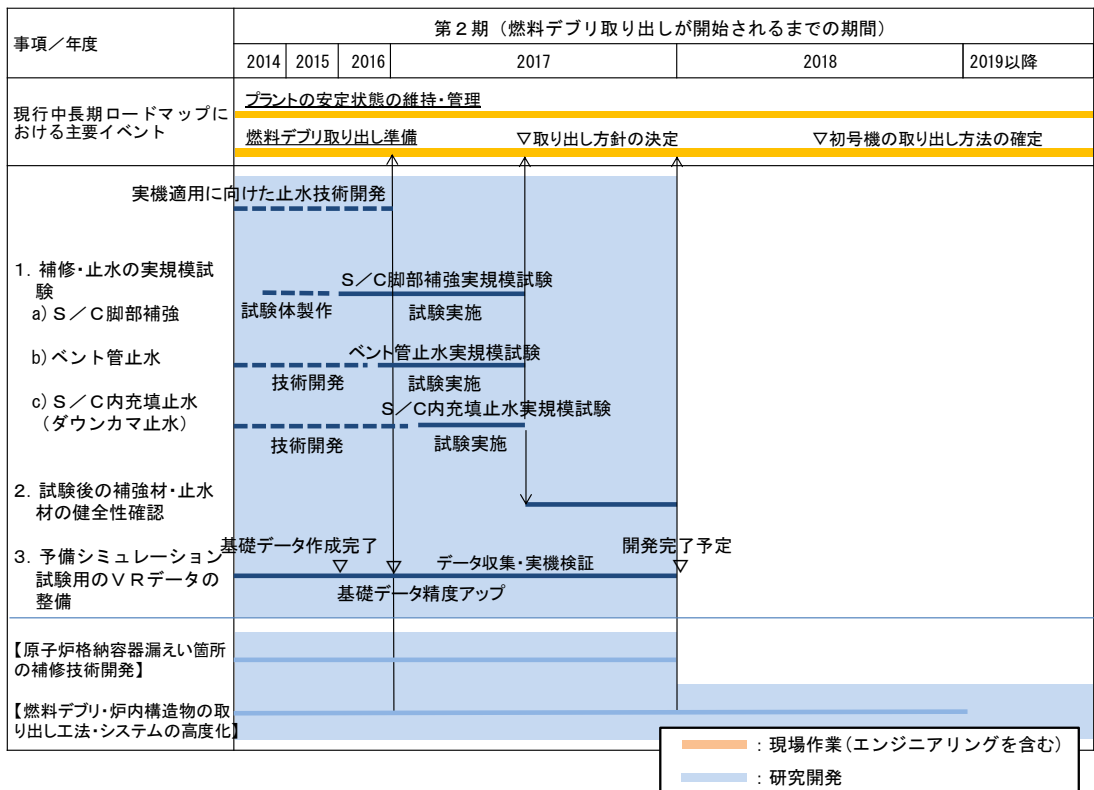 事項／年度
第２期（燃料デブリ取り出しが開始されるまでの期間）
2014 2015 2016 2017 2018 2019以降
現行中長期ロードマップに
おける主要イベント
プラントの安定状態の維持・管理
燃料デブリ取り出し準備 ▽取り出し方針の決定 ▽初号機の取り出し方法の確定
実機適用に向けた止水技術開発
１．補修・止水の実規模試
験
a) Ｓ／Ｃ脚部補強
Ｓ／Ｃ脚部補強実規模試験
試験体製作 試験実施
b) ベント管止水
ベント管止水実規模試験
技術開発 試験実施
c) Ｓ／Ｃ内充填止水
（ダウンカマ止水）
Ｓ／Ｃ内充填止水実規模試験
技術開発 試験実施
２．試験後の補強材・止水
材の健全性確認
３．予備シミュレーション
試験用のＶＲデータの
整備
基礎データ作成完了 ▽ ▽ データ収集・実機検証 開発完了予定 ▽
基礎データ精度アップ
【原子炉格納容器漏えい箇所
の補修技術開発】
【燃料デブリ・炉内構造物の取
り出し工法・システムの高度化】
：現場作業（エンジニアリングを含む）
：研究開発